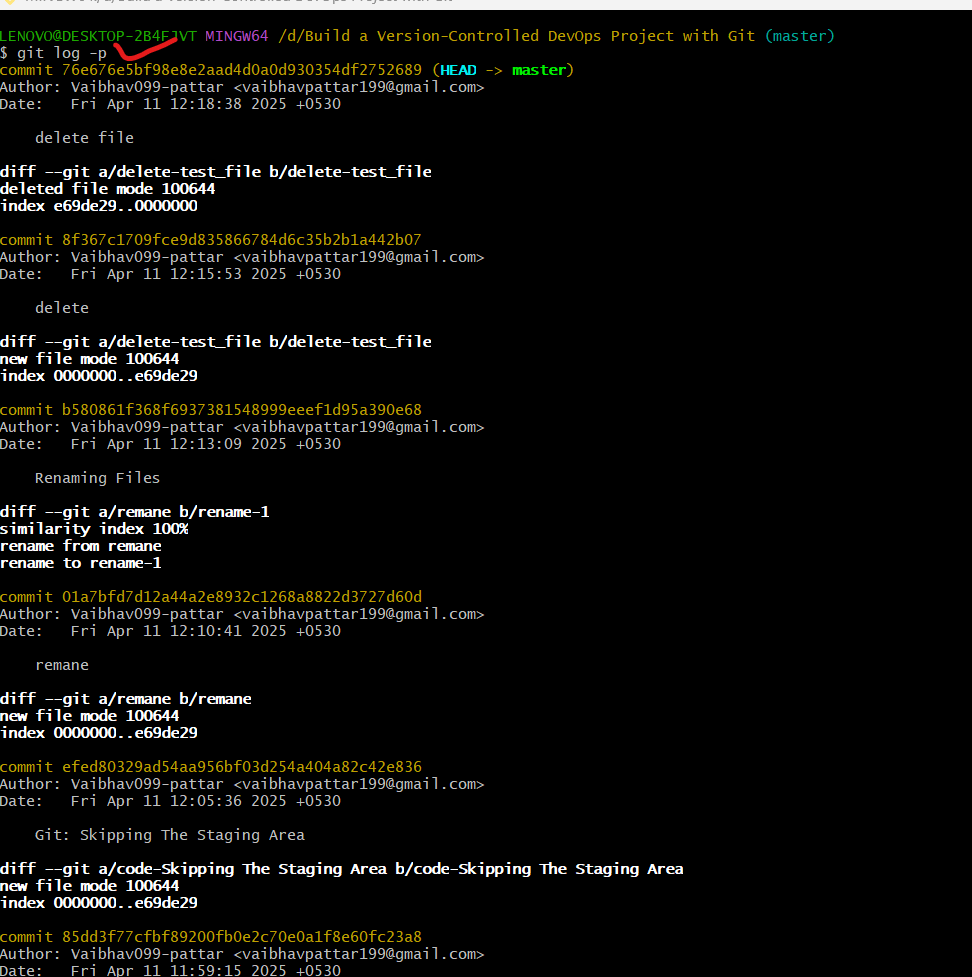 LENOVO@DESKTOP-2B4FJVT MINGW64 /d/Build a Version-Controlled DevOps Project with Git (master)
$ git log -p
commit 76e676e5bf98e8e2aad4d0a0d930354df2752689 (HEAD -> master)
Author: Vaibhav099-pattar <vaibhavpattar199@gmail.com>
Date:   Fri Apr 11 12:18:38 2025 +0530
    delete file
diff --git a/delete-test_file b/delete-test_file
deleted file mode 100644
index e69de29..0000000
commit 8f367c1709fce9d835866784d6c35b2b1a442b07
Author: Vaibhav099-pattar <vaibhavpattar199@gmail.com>
Date:   Fri Apr 11 12:15:53 2025 +0530
    delete
diff --git a/delete-test_file b/delete-test_file
new file mode 100644
index 0000000..e69de29
commit b580861f368f6937381548999eeef1d95a390e68
Author: Vaibhav099-pattar <vaibhavpattar199@gmail.com>
Date:   Fri Apr 11 12:13:09 2025 +0530
    Renaming Files
diff --git a/remane b/rename-1
similarity index 100%
rename from remane
rename to rename-1
commit 01a7bfd7d12a44a2e8932c1268a8822d3727d60d
Author: Vaibhav099-pattar <vaibhavpattar199@gmail.com>
Date:   Fri Apr 11 12:10:41 2025 +0530
    remane
diff --git a/remane b/remane
new file mode 100644
index 0000000..e69de29
commit efed80329ad54aa956bf03d254a404a82c42e836
Author: Vaibhav099-pattar <vaibhavpattar199@gmail.com>
Date:   Fri Apr 11 12:05:36 2025 +0530
    Git: Skipping The Staging Area
diff --git a/code-Skipping The Staging Area b/code-Skipping The Staging Area
new file mode 100644
index 0000000..e69de29
commit 85dd3f77cfbf89200fb0e2c70e0a1f8e60fc23a8
Author: Vaibhav099-pattar <vaibhavpattar199@gmail.com>
Date:   Fri Apr 11 11:59:15 2025 +0530